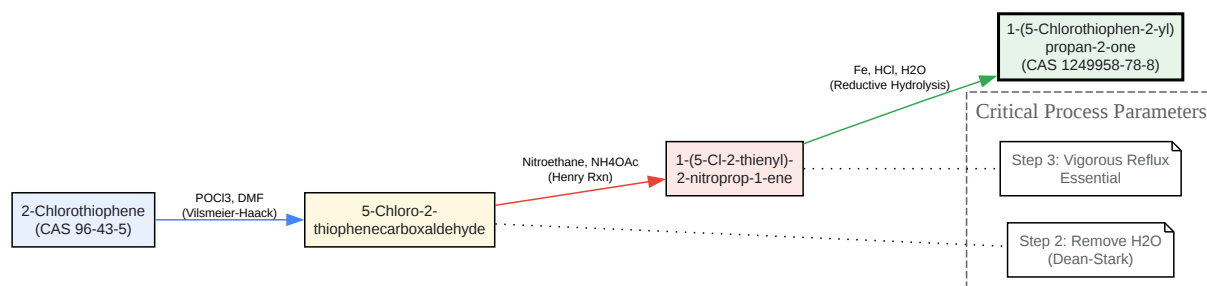 2-Chlorothiophene
(CAS 96-43-5)
POCl3, DMF
(Vilsmeier-Haack)
5-Chloro-2-
thiophenecarboxaldehyde
Nitroethane, NH4OAc
(Henry Rxn)
1-(5-Cl-2-thienyl)-
2-nitroprop-1-ene
Fe, HCl, H2O
(Reductive Hydrolysis)
1-(5-Chlorothiophen-2-yl)
propan-2-one
(CAS 1249958-78-8)
Critical Process Parameters
Step 3: Vigorous Reflux
Essential
Step 2: Remove H2O
(Dean-Stark)